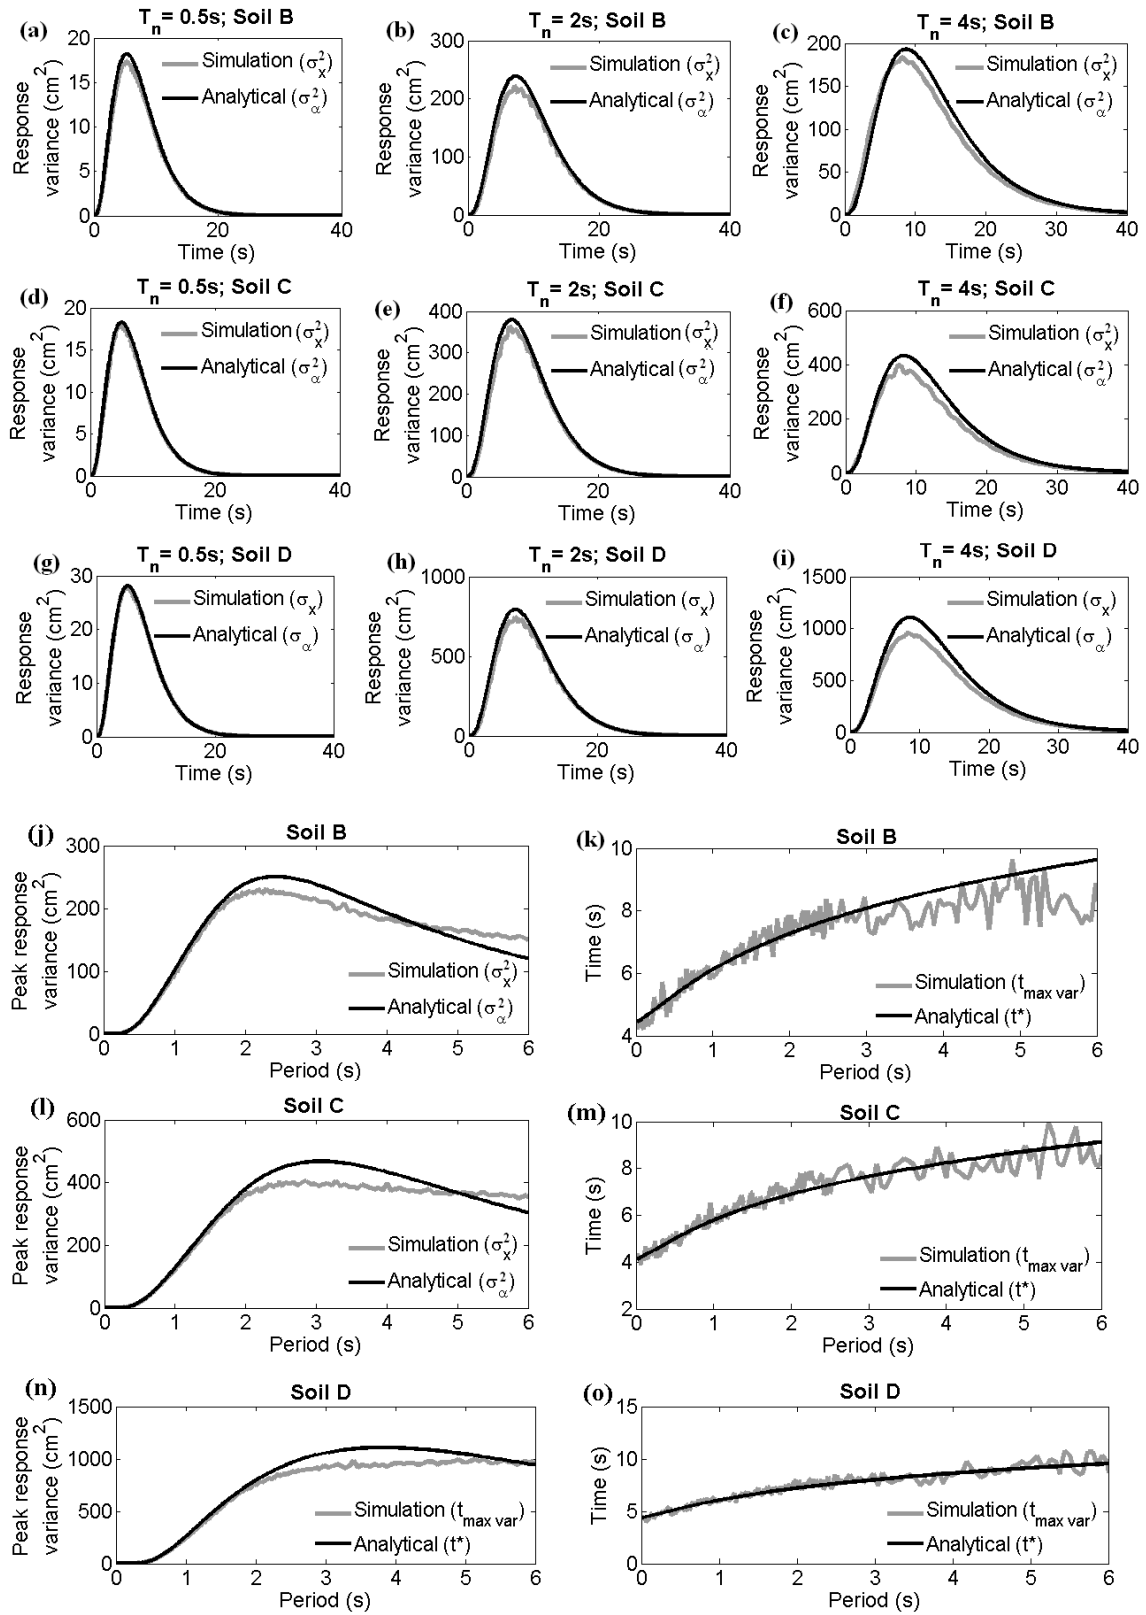 (a) Tn= 0.5s; Soil B
Response variance (cm2)
20
15
10
5
0
Simulation (σx2)
Analytical (σα2)
0 20 40
Time (s)
(b) Tn= 2s; Soil B
Response variance (cm2)
300
200
100
0
Simulation (σx2)
Analytical (σα2)
0 20 40
Time (s)
(c) Tn= 4s; Soil B
Response variance (cm2)
200
150
100
50
0
Simulation (σx2)
Analytical (σα2)
0 10 20 30 40
Time (s)
(d) Tn= 0.5s; Soil C
Response variance (cm2)
20
15
10
5
0
Simulation (σx2)
Analytical (σα2)
0 20 40
Time (s)
(e) Tn= 2s; Soil C
Response variance (cm2)
400
300
200
100
0
Simulation (σx2)
Analytical (σα2)
0 20 40
Time (s)
(f) Tn= 4s; Soil C
Response variance (cm2)
600
400
200
0
Simulation (σx2)
Analytical (σα2)
0 10 20 30 40
Time (s)
(g) Tn= 0.5s; Soil D
Response variance (cm2)
30
20
10
0
Simulation (σx)
Analytical (σα)
0 20 40
Time (s)
(h) Tn= 2s; Soil D
Response variance (cm2)
1000
500
0
Simulation (σx)
Analytical (σα)
0 20 40
Time (s)
(i) Tn= 4s; Soil D
Response variance (cm2)
1500
1000
500
0
Simulation (σx)
Analytical (σα)
0 10 20 30 40
Time (s)
(j) Soil B
Peak response variance (cm2)
300
200
100
0
Simulation (σx2)
Analytical (σα2)
0 1 2 3 4 5 6
Period (s)
(k) Soil B
Time (s)
10
8
6
4
Simulation (tmax var)
Analytical (t*)
0 1 2 3 4 5 6
Period (s)
(l) Soil C
Peak response variance (cm2)
600
400
200
0
Simulation (σx2)
Analytical (σα2)
0 1 2 3 4 5 6
Period (s)
(m) Soil C
Time (s)
10
8
6
4
2
Simulation (tmax var)
Analytical (t*)
0 1 2 3 4 5 6
Period (s)
(n) Soil D
Peak response variance (cm2)
1500
1000
500
0
Simulation (tmax var)
Analytical (t*)
0 1 2 3 4 5 6
Period (s)
(o) Soil D
Time (s)
15
10
5
0
Simulation (tmax var)
Analytical (t*)
0 1 2 3 4 5 6
Period (s)